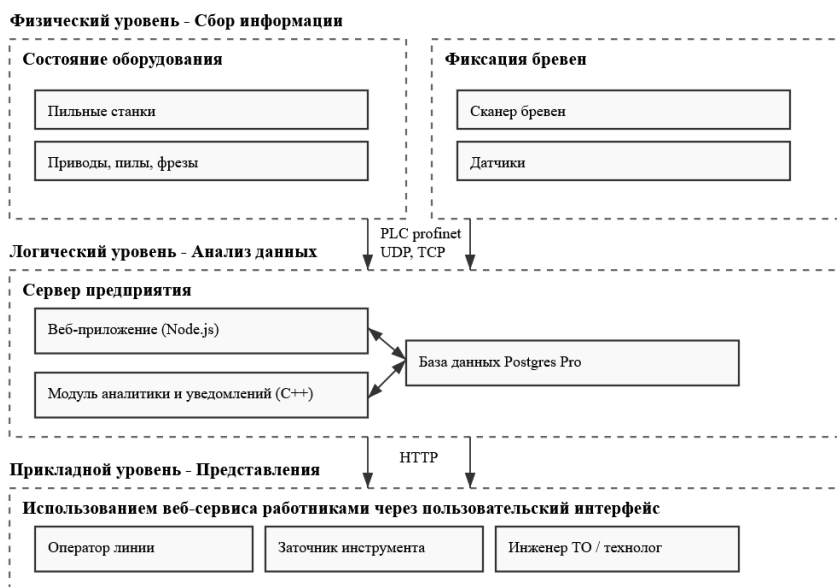 Физический уровень - Сбор информации
Состояние оборудования
Пильные станки
Приводы, пилы, фрезы
Фиксация бревен
Сканер бревен
Датчики
PLC profinet
UDP, TCP
Логический уровень - Анализ данных
Сервер предприятия
Веб-приложение (Node.js)
Модуль аналитики и уведомлений (C++)
База данных Postgres Pro
HTTP
Прикладной уровень - Представления
Использованием веб-сервиса работниками через пользовательский интерфейс
Оператор линии
Заточник инструмента
Инженер ТО / технолог